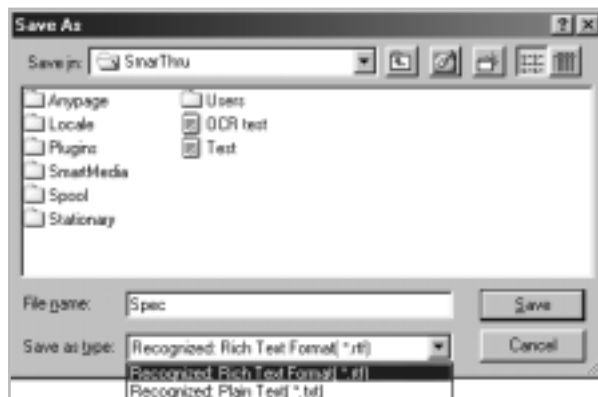 Save As
Save in: SmarThru
Anypage
Locale
Plugins
SmartMedia
Spool
Stationary
Users
OCR test
Test
File name: Spec
Save
Save as type: Recognized: Rich Text Format( *.rtf)
Cancel
Recognized: Rich Text Format( *.rtf)
Recognized: Plain Text( *.txt)